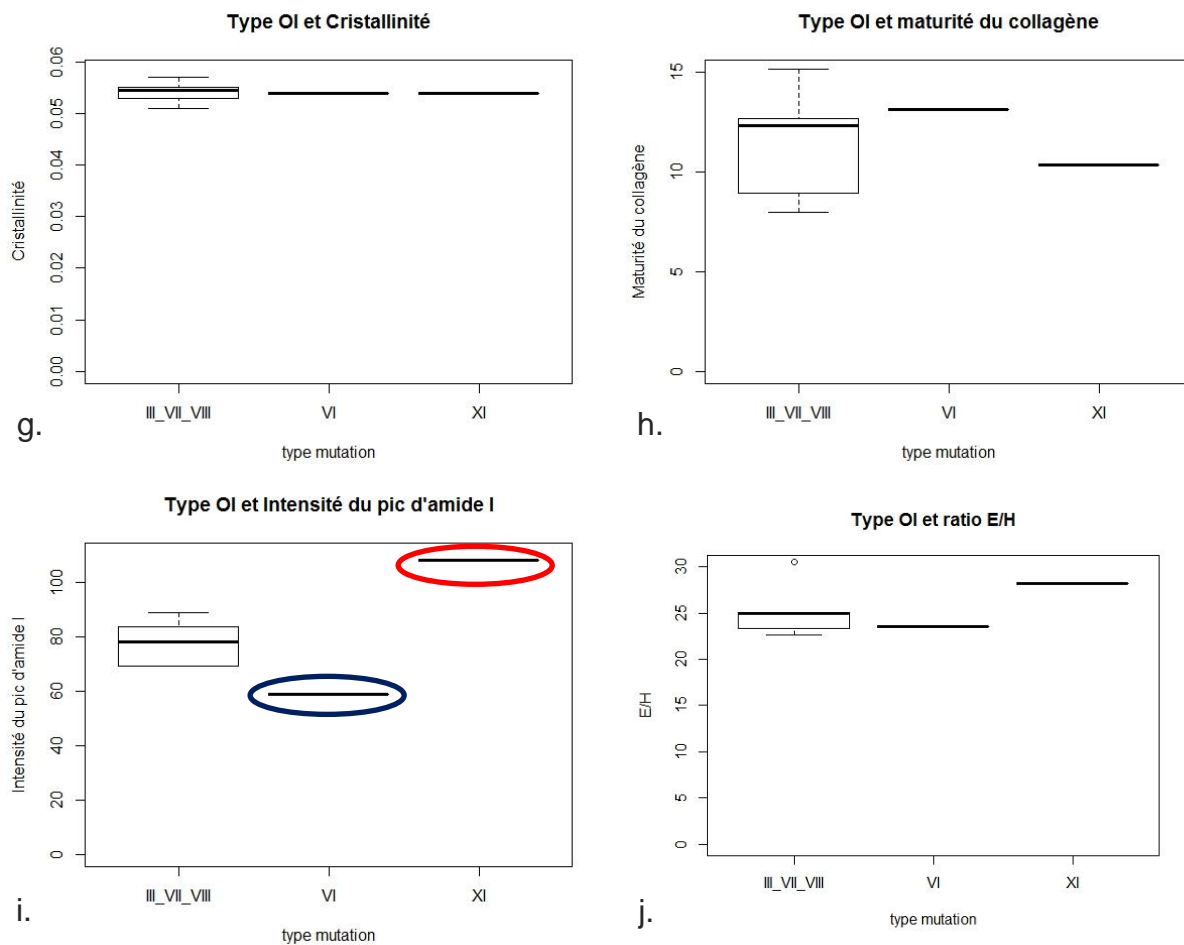 Type OI et Cristallinité
Cristallinité
0.00 0.01 0.02 0.03 0.04 0.05 0.06
III_VII_VIII VI XI
type mutation
g.
Type OI et maturité du collagène
Maturité du collagène
0 5 10 15
III_VII_VIII VI XI
type mutation
h.
Type OI et Intensité du pic d'amide I
Intensité du pic d'amide I
0 20 40 60 80 100
III_VII_VIII VI XI
type mutation
i.
Type OI et ratio E/H
E/H
0 5 10 15 20 25 30
III_VII_VIII VI XI
type mutation
j.